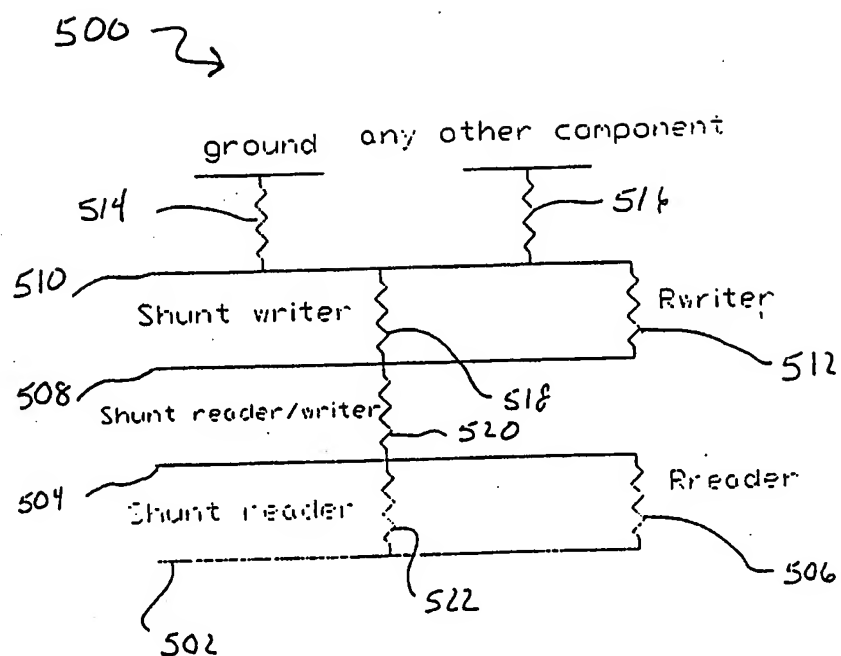 500
ground any other component
514
516
510
Shunt writer
Rwriter
512
508
518
Shunt reader/writer
520
504
Shunt reader
Rreader
506
522
502